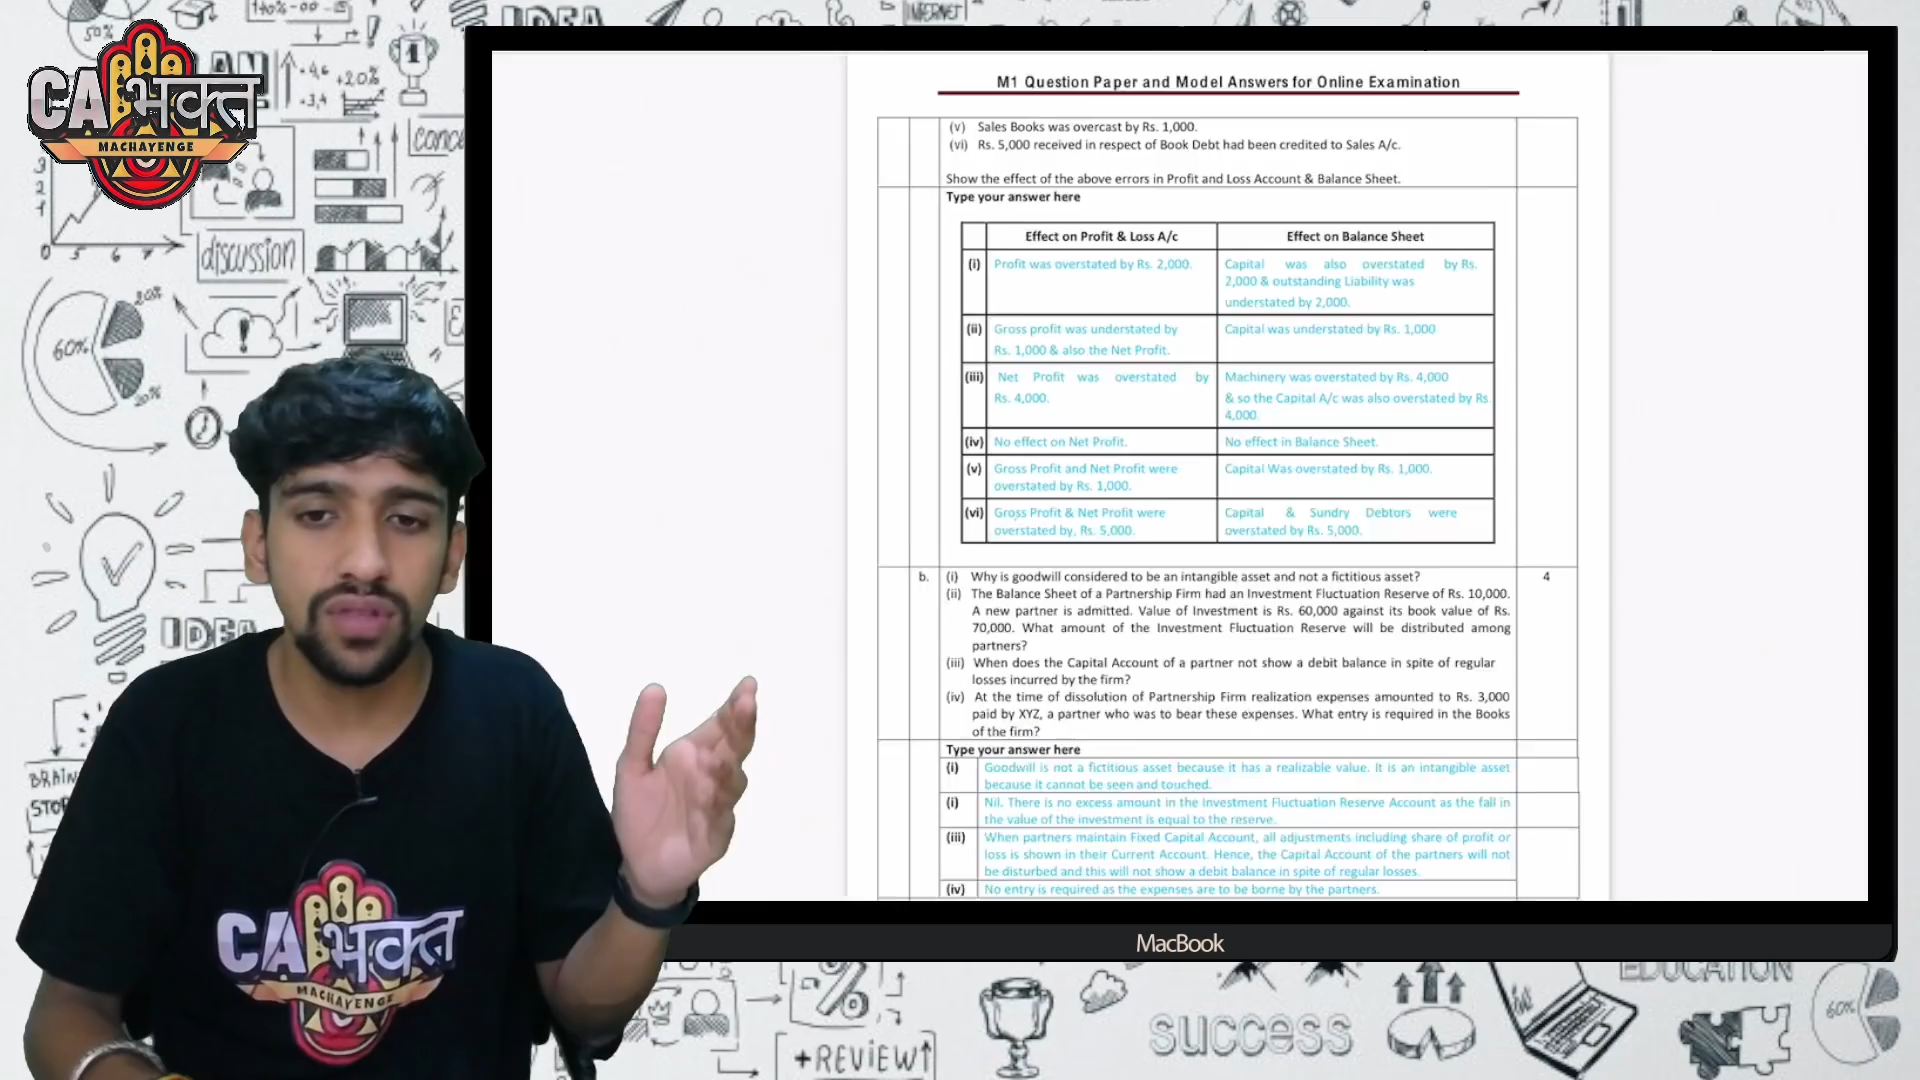 CAभक्त
MACHAYENGE
50%
IDEA
INTERNET
+20%
1
3
2
1
0
5
6
7
discussion
60%
20%
20%
IDEA
M1 Question Paper and Model Answers for Online Examination
(v) Sales Books was overcast by Rs. 1,000.
(vi) Rs. 5,000 received in respect of Book Debt had been credited to Sales A/c.
Show the effect of the above errors in Profit and Loss Account & Balance Sheet.
Type your answer here
Effect on Profit & Loss A/c Effect on Balance Sheet
(i) Profit was overstated by Rs. 2,000. Capital was also overstated by Rs.
2,000 & outstanding Liability was
understated by 2,000.
(ii) Gross profit was understated by Capital was understated by Rs. 1,000
Rs. 1,000 & also the Net Profit.
(iii) Net Profit was overstated by Machinery was overstated by Rs. 4,000
Rs. 4,000. & so the Capital A/c was also overstated by Rs.
4,000.
(iv) No effect on Net Profit. No effect in Balance Sheet.
(v) Gross Profit and Net Profit were Capital Was overstated by Rs. 1,000.
overstated by Rs. 1,000.
(vi) Gross Profit & Net Profit were Capital & Sundry Debtors were
overstated by, Rs. 5,000. overstated by Rs. 5,000.
b. (i) Why is goodwill considered to be an intangible asset and not a fictitious asset? 4
(ii) The Balance Sheet of a Partnership Firm had an Investment Fluctuation Reserve of Rs. 10,000.
A new partner is admitted. Value of Investment is Rs. 60,000 against its book value of Rs.
70,000. What amount of the Investment Fluctuation Reserve will be distributed among
partners?
(iii) When does the Capital Account of a partner not show a debit balance in spite of regular
losses incurred by the firm?
(iv) At the time of dissolution of Partnership Firm realization expenses amounted to Rs. 3,000
paid by XYZ, a partner who was to bear these expenses. What entry is required in the Books
of the firm?
Type your answer here
(i) Goodwill is not a fictitious asset because it has a realizable value. It is an intangible asset
because it cannot be seen and touched.
(i) Nil. There is no excess amount in the Investment Fluctuation Reserve Account as the fall in
the value of the investment is equal to the reserve.
(iii) When partners maintain Fixed Capital Account, all adjustments including share of profit or
loss is shown in their Current Account. Hence, the Capital Account of the partners will not
be disturbed and this will not show a debit balance in spite of regular losses.
(iv) No entry is required as the expenses are to be borne by the partners.
MacBook
CAभक्त
MACHAYENGE
%
success
+REVIEW
EDUCATION
60%